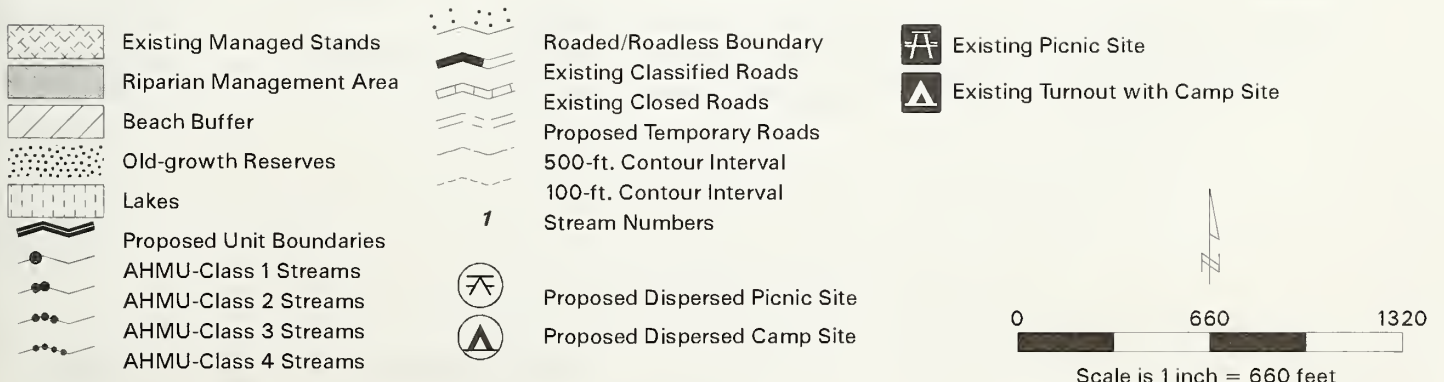 Existing Managed Stands
Riparian Management Area
Beach Buffer
Old-growth Reserves
Lakes
Proposed Unit Boundaries
AHMU-Class 1 Streams
AHMU-Class 2 Streams
AHMU-Class 3 Streams
AHMU-Class 4 Streams
Roaded/Roadless Boundary
Existing Classified Roads
Existing Closed Roads
Proposed Temporary Roads
500-ft. Contour Interval
100-ft. Contour Interval
1 Stream Numbers
Proposed Dispersed Picnic Site
Proposed Dispersed Camp Site
Existing Picnic Site
Existing Turnout with Camp Site
N
0 660 1320
Scale is 1 inch = 660 feet